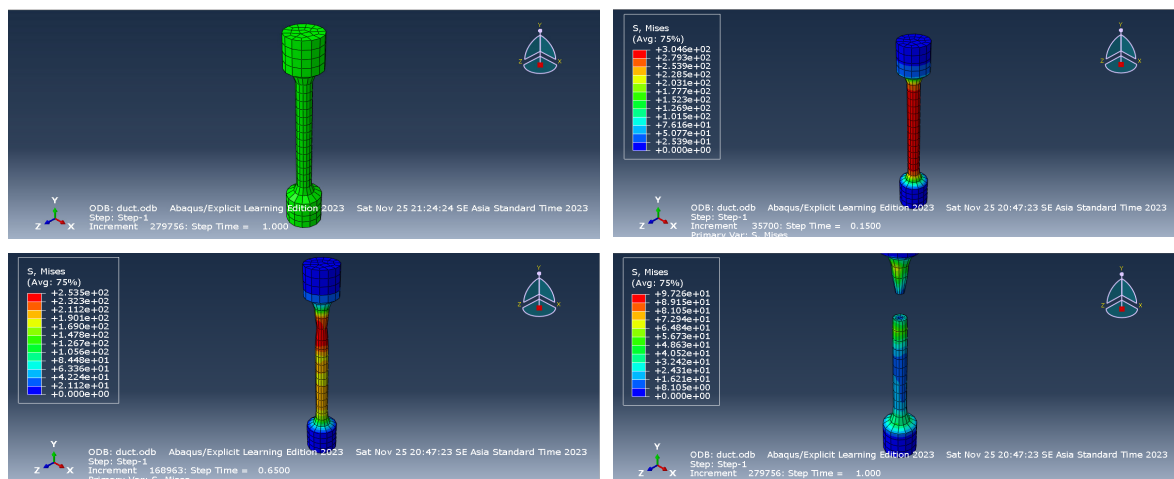 Y
Z
X
Y
Z
X
ODB: duct.odb    Abaqus/Explicit Learning Edition 2023    Sat Nov 25 21:24:24 SE Asia Standard Time 2023
Step: Step-1
Increment    279756: Step Time =    1.000
S, Mises
(Avg: 75%)
+3.046e+02
+2.793e+02
+2.539e+02
+2.285e+02
+2.031e+02
+1.777e+02
+1.523e+02
+1.269e+02
+1.015e+02
+7.616e+01
+5.077e+01
+2.539e+01
+0.000e+00
Y
Z
X
Y
Z
X
ODB: duct.odb    Abaqus/Explicit Learning Edition 2023    Sat Nov 25 20:47:23 SE Asia Standard Time 2023
Step: Step-1
Increment    35700: Step Time =    0.1500
Primary Var: S, Mises
S, Mises
(Avg: 75%)
+2.535e+02
+2.323e+02
+2.112e+02
+1.901e+02
+1.690e+02
+1.478e+02
+1.267e+02
+1.056e+02
+8.448e+01
+6.336e+01
+4.224e+01
+2.112e+01
+0.000e+00
Y
Z
X
Y
Z
X
ODB: duct.odb    Abaqus/Explicit Learning Edition 2023    Sat Nov 25 20:47:23 SE Asia Standard Time 2023
Step: Step-1
Increment    168963: Step Time =    0.6500
Primary Var: S, Mises
S, Mises
(Avg: 75%)
+9.726e+01
+8.915e+01
+8.105e+01
+7.294e+01
+6.484e+01
+5.673e+01
+4.863e+01
+4.052e+01
+3.242e+01
+2.431e+01
+1.621e+01
+8.105e+00
+0.000e+00
Y
Z
X
Y
Z
X
ODB: duct.odb    Abaqus/Explicit Learning Edition 2023    Sat Nov 25 20:47:23 SE Asia Standard Time 2023
Step: Step-1
Increment    279756: Step Time =    1.000